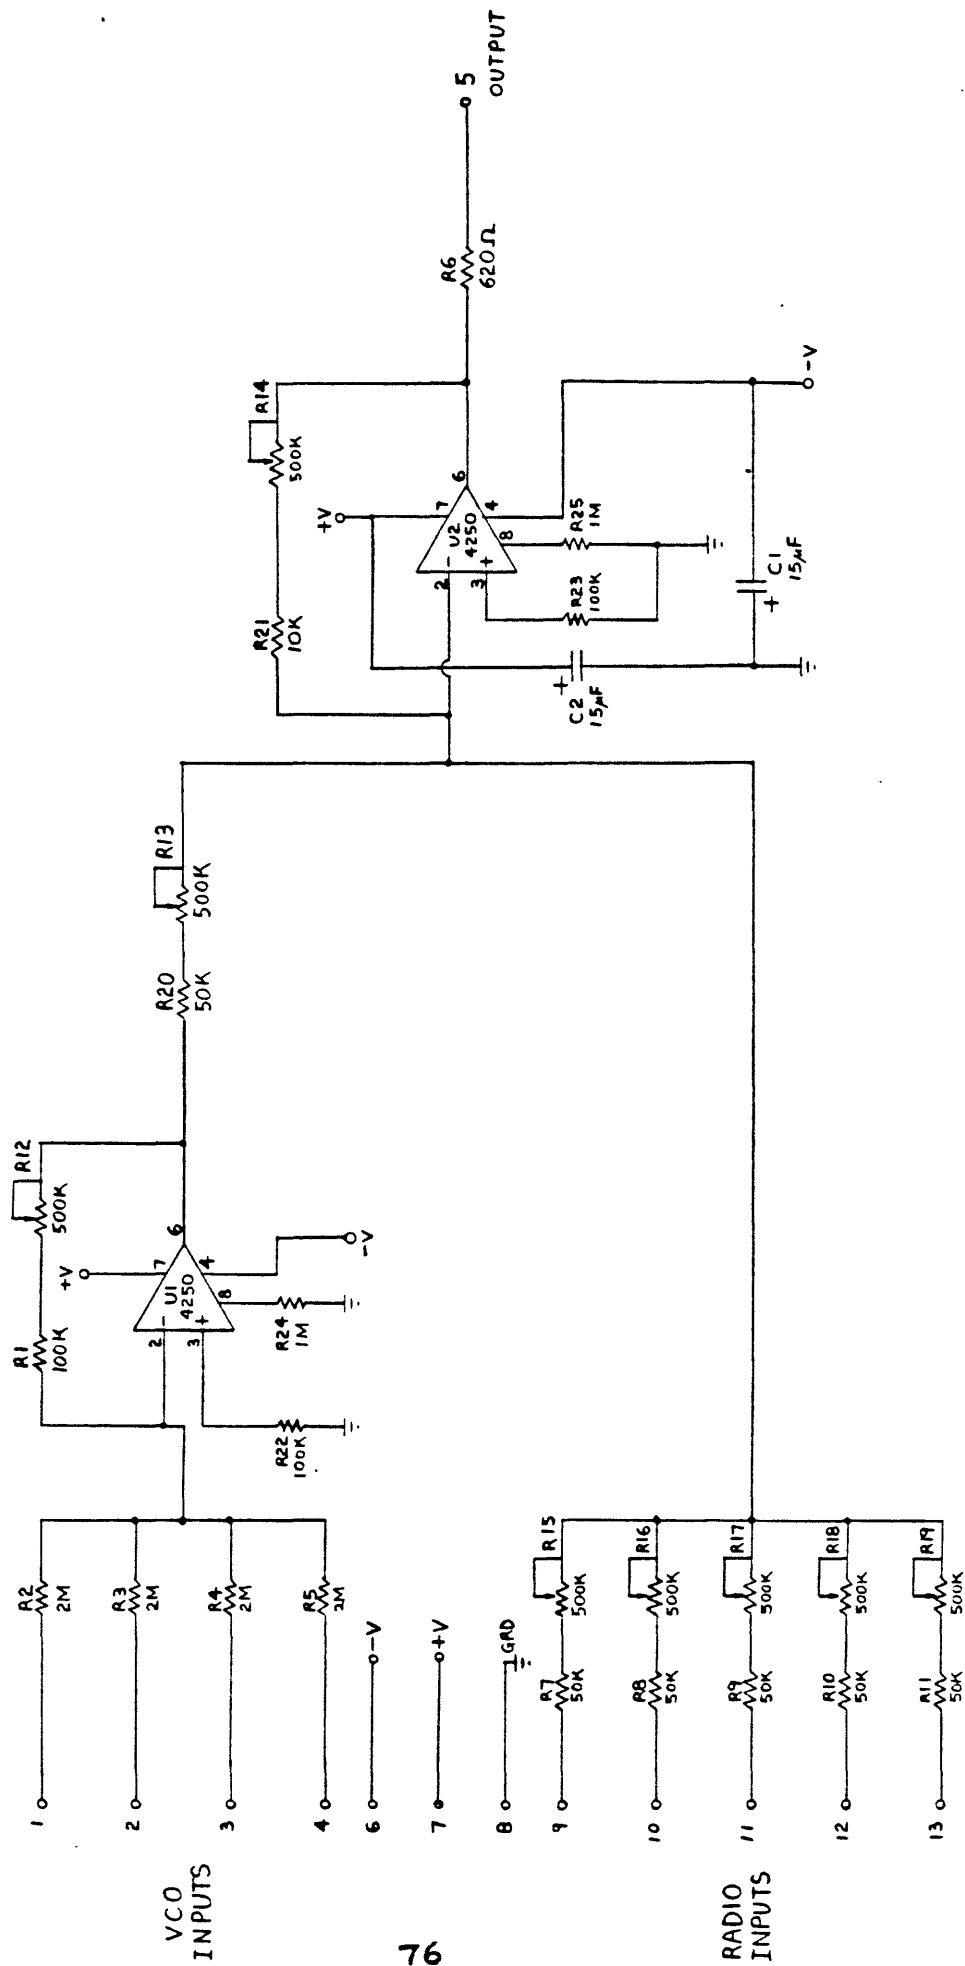 VCO
INPUTS
1
R2
2M
2
R3
2M
3
R4
2M
4
R5
2M
6
-V
7
+V
8
GRD
RADIO
INPUTS
9
R7
50K
R15
500K
10
R8
50K
R16
500K
11
R9
50K
R17
500K
12
R10
50K
R18
500K
13
R11
50K
R19
500K
R1
100K
R12
500K
+V
2
-
3
+
U1
4250
7
6
4
8
-V
R22
100K
R24
1M
R20
50K
R13
500K
R21
10K
R14
500K
+V
2
-
3
+
U2
4250
7
6
4
8
R23
100K
R25
1M
+
C2
15µF
+
C1
15µF
-V
R6
620Ω
5
OUTPUT
76